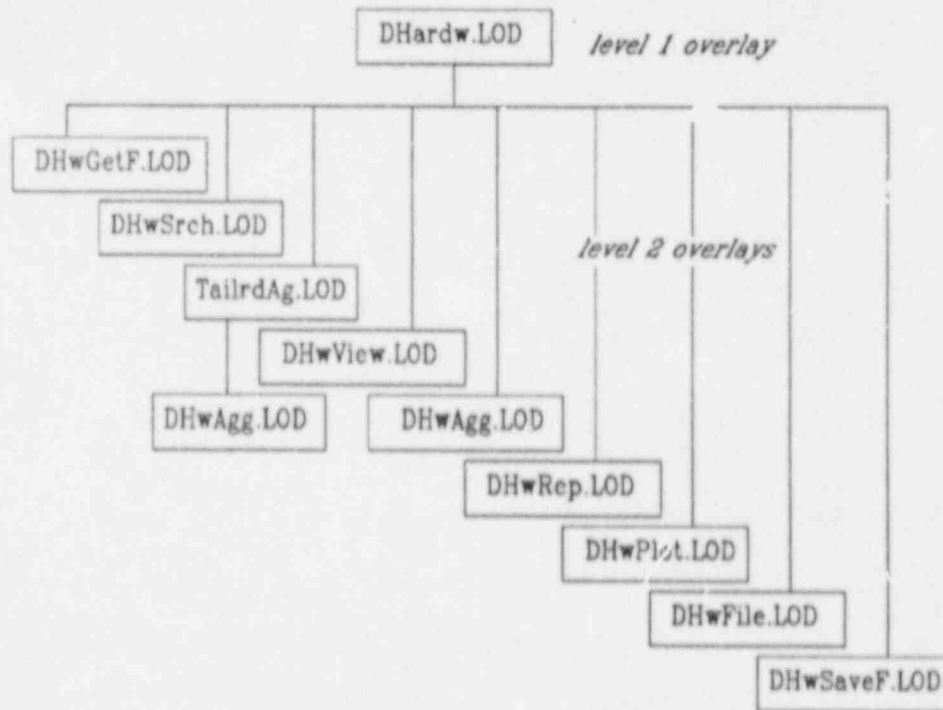 DHardw.LOD
level 1 overlay
DHwGetF.LOD
DHwSrch.LOD
level 2 overlays
TailrdAg.LOD
DHwView.LOD
DHwAgg.LOD
DHwAgg.LOD
DHwRep.LOD
DHwPlot.LOD
DHwFile.LOD
DHwSaveF.LOD